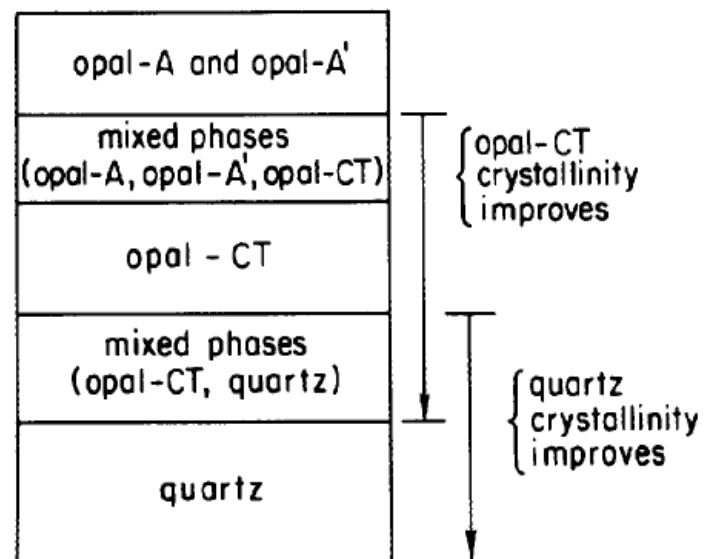 opal-A and opal-A'
mixed phases
(opal-A, opal-A', opal-CT)
opal - CT
mixed phases
(opal-CT, quartz)
quartz
opal-CT
crystallinity
improves
quartz
crystallinity
improves